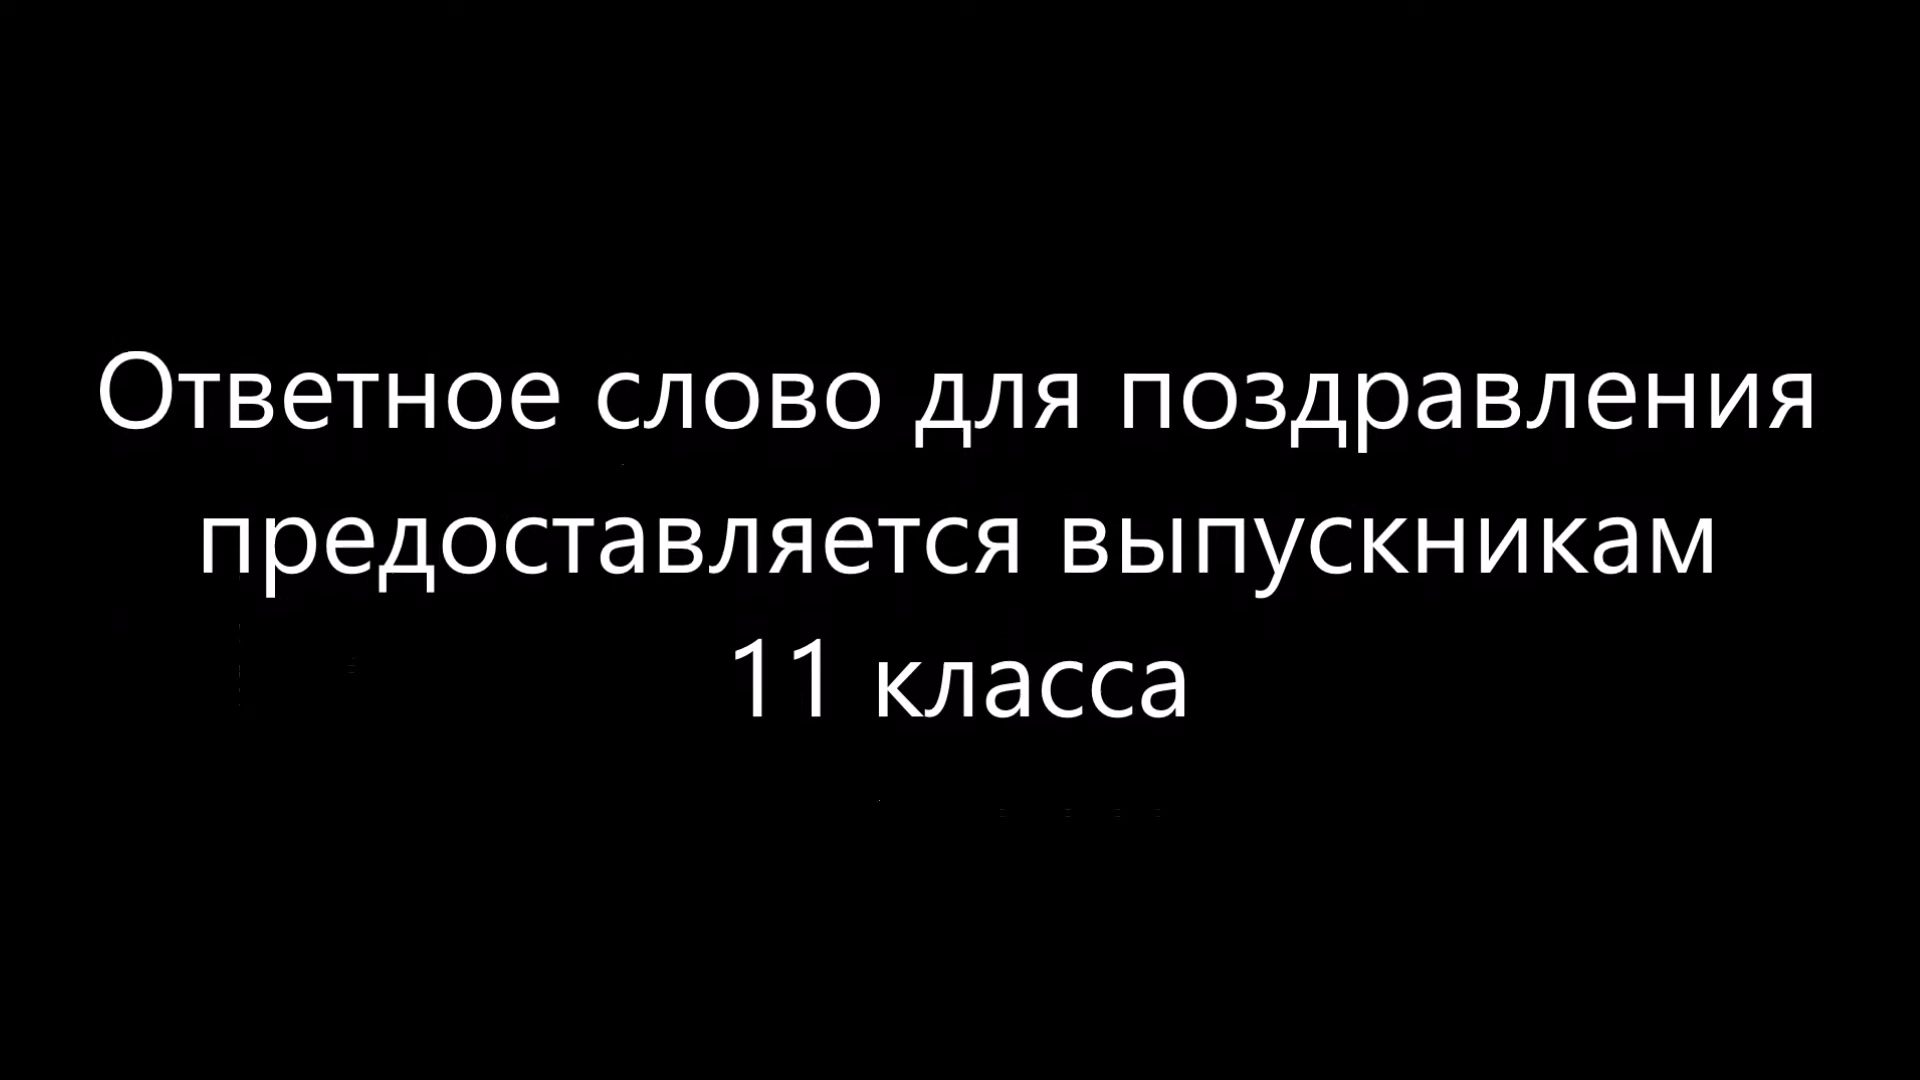 Ответное слово для поздравления
предоставляется выпускникам
11 класса